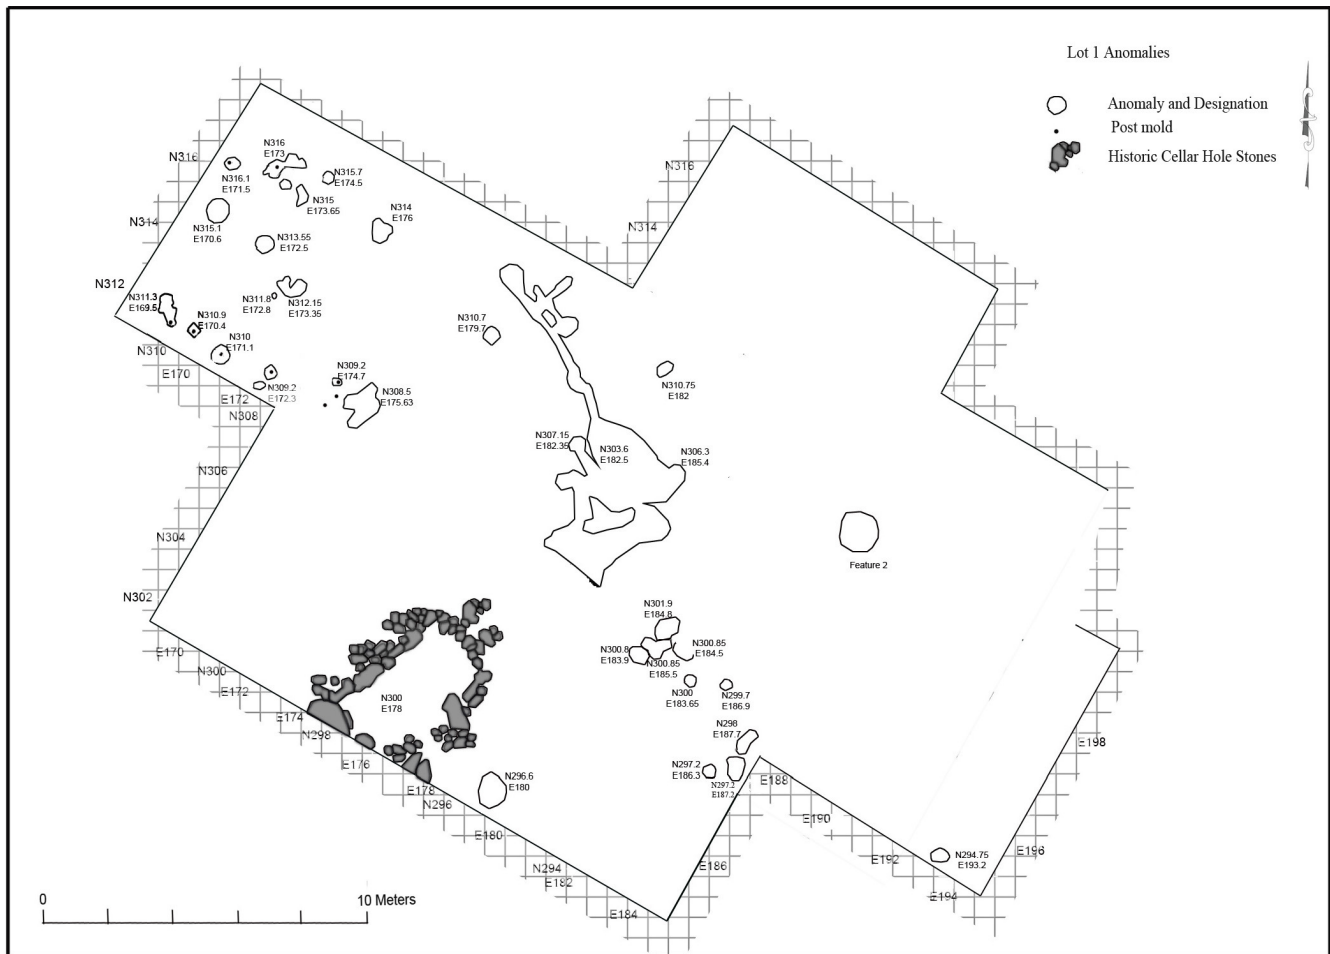 Lot 1 Anomalies
Anomaly and Designation
Post mold
Historic Cellar Hole Stones
N316
N316
E173
N316.1
E171.5
N315.7
E174.5
N315
E173.65
N316
N314
N315.1
E170.6
N314
E176
N314
N313.55
E172.5
N312
N311.3
E169.5
N311.8
E172.8
N312.15
E173.35
N310.9
E170.4
N310
E171.1
N310.7
E179.7
N310
E170
N309.2
E174.7
N310.75
E182
E172
N309.2
E172.3
N308.5
E175.63
N308
N307.15
E182.35
N303.6
E182.5
N306.3
E185.4
N306
N304
Feature 2
N302
N301.9
E184.8
E170
N300
E172
N300.8
E183.9
N300.85
E184.5
N300.85
E185.5
N300
E178
N300
E183.65
N299.7
E186.9
E174
N298
E176
N298
E187.7
E198
N297.2
E186.3
N297.2
E187.2
E188
E178
N296
N296.6
E180
E190
E180
E192
N294.75
E193.2
E196
N294
E182
E186
E194
E184
0
10 Meters